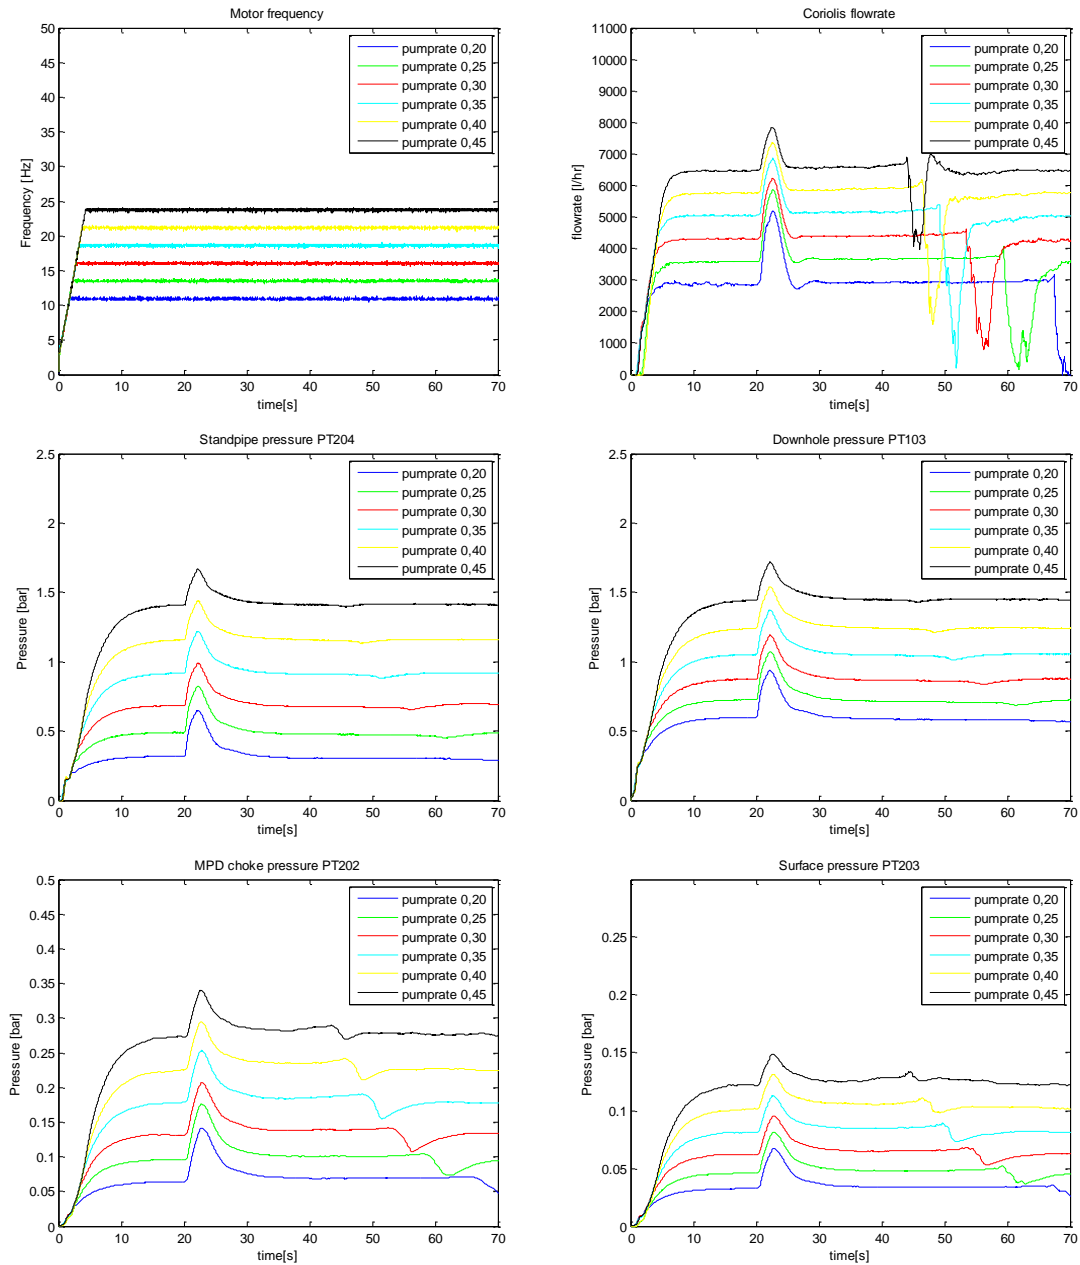 Motor frequency
50
45
40
35
30
25
20
15
10
5
0
Frequency [Hz]
0 10 20 30 40 50 60 70
time[s]
pumprate 0,20
pumprate 0,25
pumprate 0,30
pumprate 0,35
pumprate 0,40
pumprate 0,45
Coriolis flowrate
11000
10000
9000
8000
7000
6000
5000
4000
3000
2000
1000
0
flowrate [l/hr]
0 10 20 30 40 50 60 70
time[s]
pumprate 0,20
pumprate 0,25
pumprate 0,30
pumprate 0,35
pumprate 0,40
pumprate 0,45
Standpipe pressure PT204
2.5
2
1.5
1
0.5
0
Pressure [bar]
0 10 20 30 40 50 60 70
time[s]
pumprate 0,20
pumprate 0,25
pumprate 0,30
pumprate 0,35
pumprate 0,40
pumprate 0,45
Downhole pressure PT103
2.5
2
1.5
1
0.5
0
Pressure [bar]
0 10 20 30 40 50 60 70
time[s]
pumprate 0,20
pumprate 0,25
pumprate 0,30
pumprate 0,35
pumprate 0,40
pumprate 0,45
MPD choke pressure PT202
0.5
0.45
0.4
0.35
0.3
0.25
0.2
0.15
0.1
0.05
0
Pressure [bar]
0 10 20 30 40 50 60 70
time[s]
pumprate 0,20
pumprate 0,25
pumprate 0,30
pumprate 0,35
pumprate 0,40
pumprate 0,45
Surface pressure PT203
0.25
0.2
0.15
0.1
0.05
0
Pressure [bar]
0 10 20 30 40 50 60 70
time[s]
pumprate 0,20
pumprate 0,25
pumprate 0,30
pumprate 0,35
pumprate 0,40
pumprate 0,45